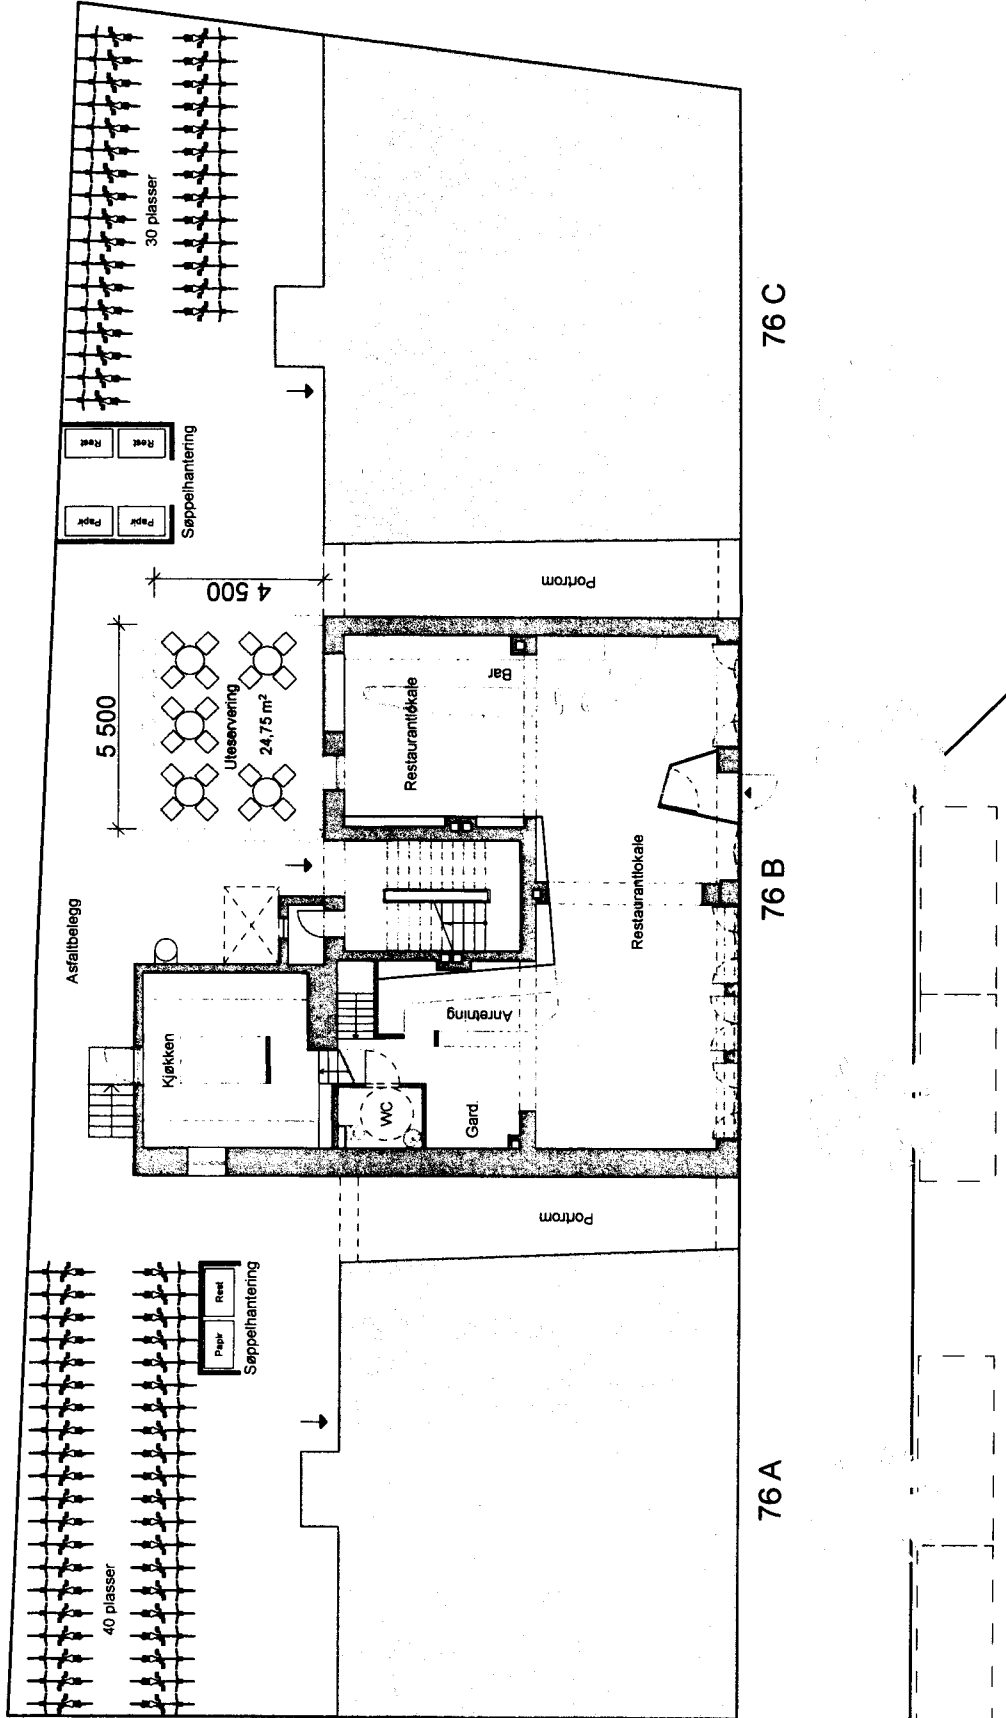 40 plasser
Papir
Rest
Søppelhantering
76 A
Portrom
Asfaltbelegg
Kjøkken
WC
Gard.
Anretning
Restaurantlokale
76 B
5 500
4 500
Uteservering
24,75 m²
Restaurantlokale
Bar
Portrom
Papir
Papir
Rest
Rest
Søppelhantering
30 plasser
76 C